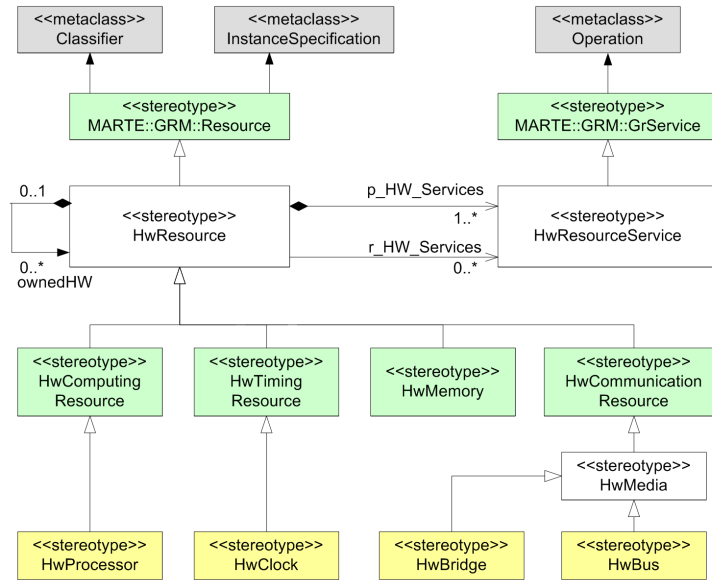 <<metaclass>>
Classifier
<<metaclass>>
InstanceSpecification
<<metaclass>>
Operation
<<stereotype>>
MARTE::GRM::Resource
<<stereotype>>
MARTE::GRM::GrService
0..1
<<stereotype>>
HwResource
p_HW_Services
1..*
<<stereotype>>
HwResourceService
r_HW_Services
0..*
0..*
ownedHW
<<stereotype>>
HwComputing
Resource
<<stereotype>>
HwTiming
Resource
<<stereotype>>
HwMemory
<<stereotype>>
HwCommunication
Resource
<<stereotype>>
HwMedia
<<stereotype>>
HwProcessor
<<stereotype>>
HwClock
<<stereotype>>
HwBridge
<<stereotype>>
HwBus